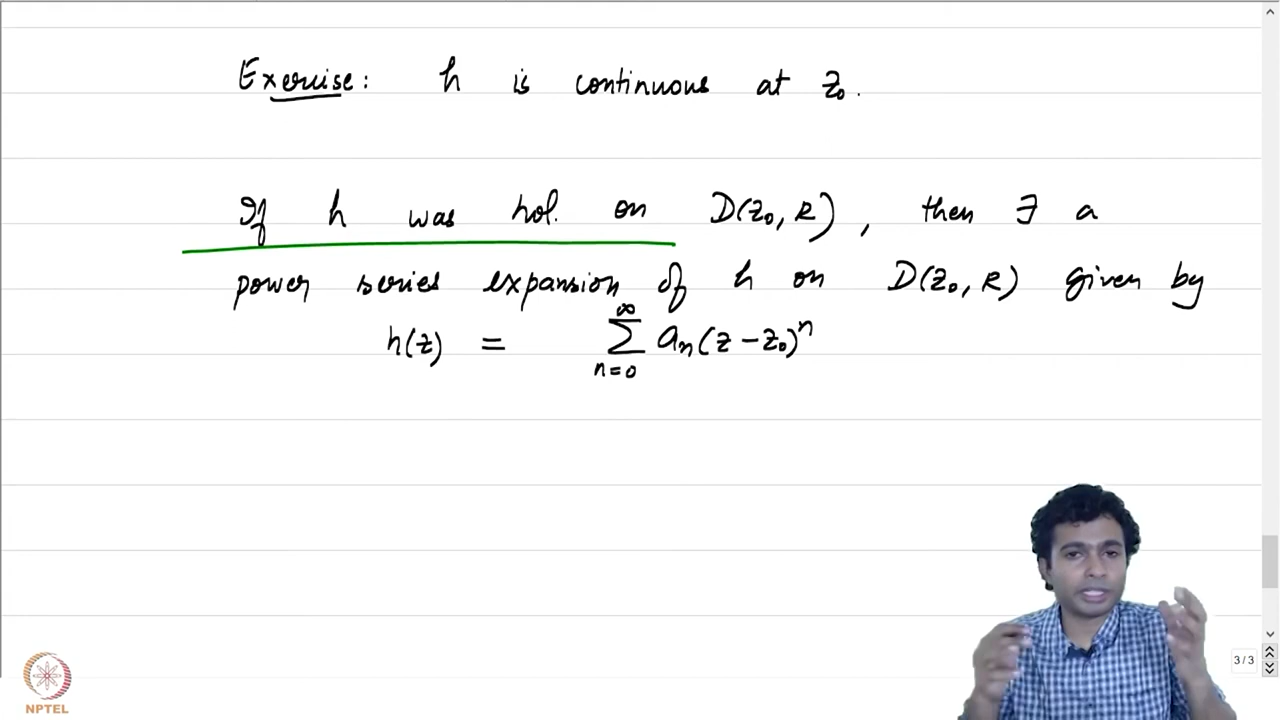 Exercise: h is continuous at z₀.
If h was hol. on D(z₀, R), then ∃ a
power series expansion of h on D(z₀, R) given by
h(z) = ∑_{n=0}^{∞} aₙ(z − z₀)ⁿ
3 / 3
NPTEL